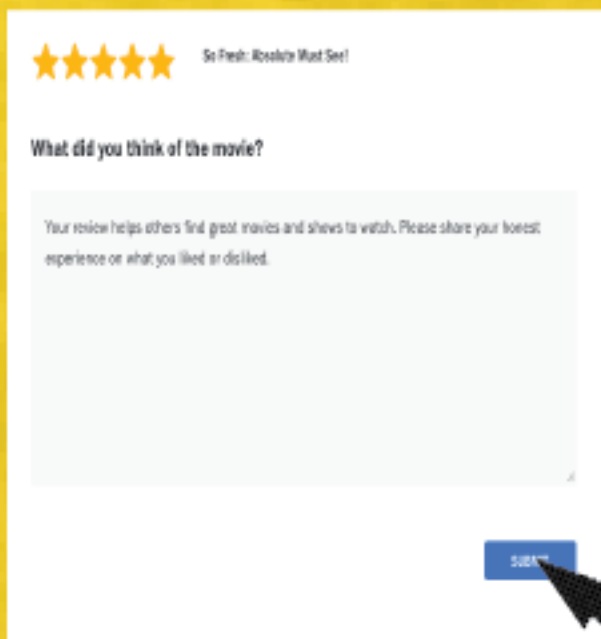 So Fresh: Absolute Must See!
What did you think of the movie?
Your review helps others find great movies and shows to watch. Please share your honest
experience on what you liked or disliked.
SUBMIT